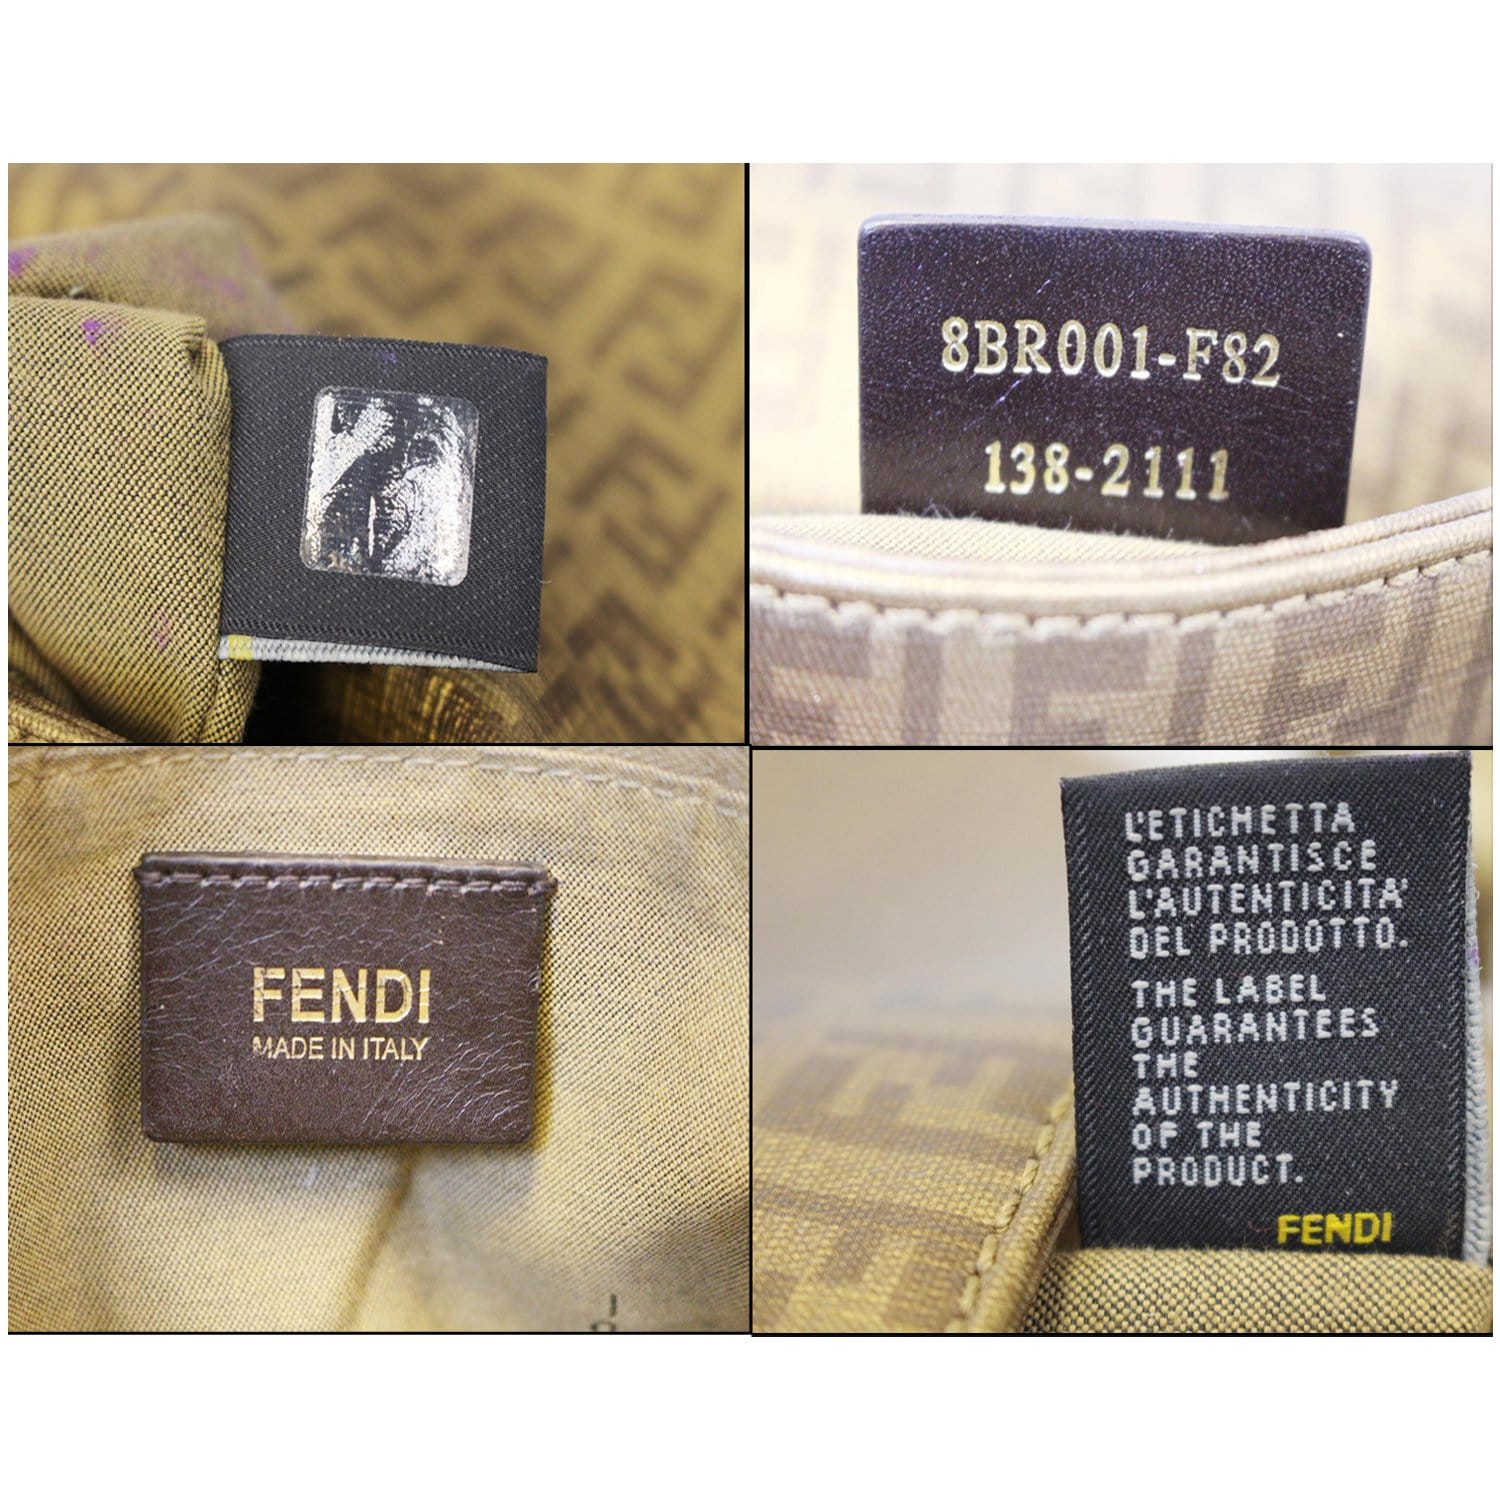 8BR001-F82
138-2111
FENDI
MADE IN ITALY
L'ETICHETTA
GARANTISCE
L'AUTENTICITA'
DEL PRODOTTO.
THE LABEL
GUARANTEES
THE
AUTHENTICITY
OF THE
PRODUCT.
FENDI